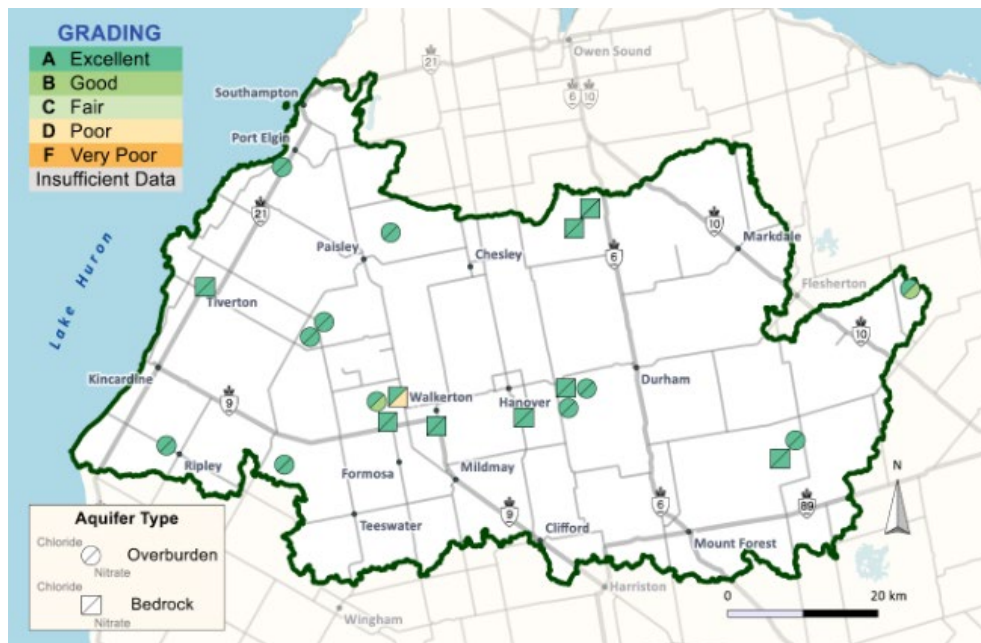 GRADING
A Excellent
B Good
C Fair
D Poor
F Very Poor
Insufficient Data
Owen Sound
21
6 10
Southampton
Port Elgin
21
10
Paisley
Chesley
6
Markdale
Flesherton
Lake Huron
Tiverton
10
Kincardine
9
Walkerton
Hanover
Durham
Ripley
Formosa
Mildmay
N
Teeswater
9
Clifford
6
89
Mount Forest
Harriston
Wingham
Aquifer Type
Chloride
Overburden
Nitrate
Chloride
Bedrock
Nitrate
0 20 km